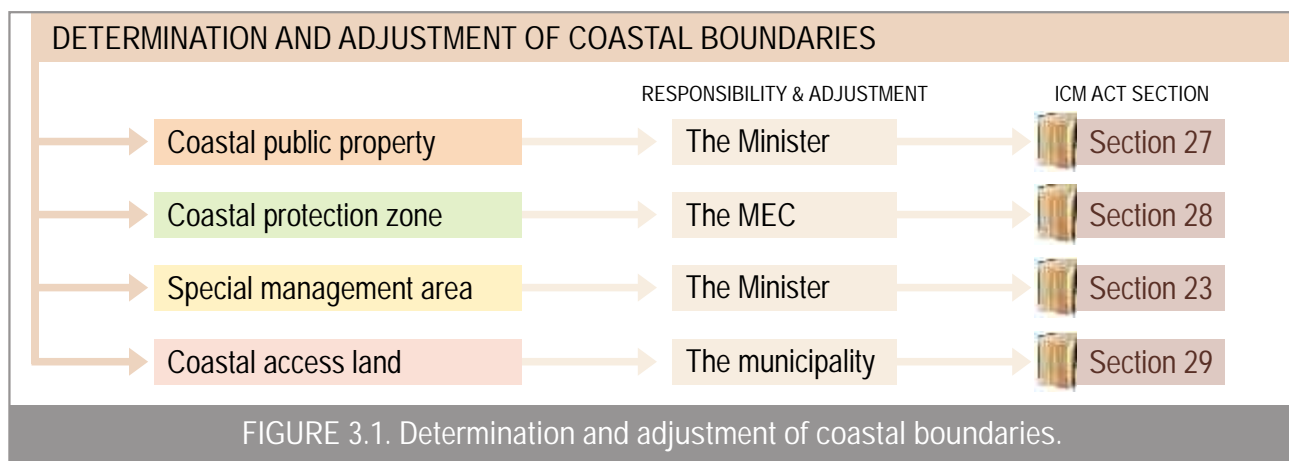 DETERMINATION AND ADJUSTMENT OF COASTAL BOUNDARIES
RESPONSIBILITY & ADJUSTMENT ICM ACT SECTION
Coastal public property The Minister Section 27
Coastal protection zone The MEC Section 28
Special management area The Minister Section 23
Coastal access land The municipality Section 29
FIGURE 3.1. Determination and adjustment of coastal boundaries.